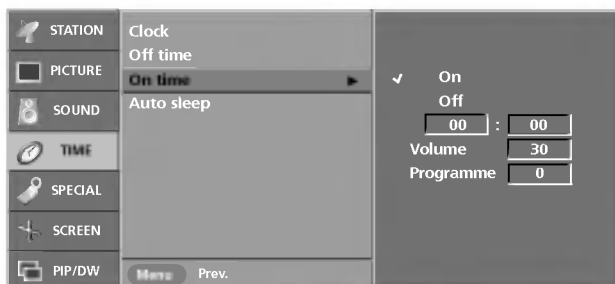 STATION
PICTURE
SOUND
TIME
SPECIAL
SCREEN
PIP/DW
Clock
Off time
On time
Auto sleep
Menu Prev.
On
Off
00 : 00
Volume 30
Programme 0